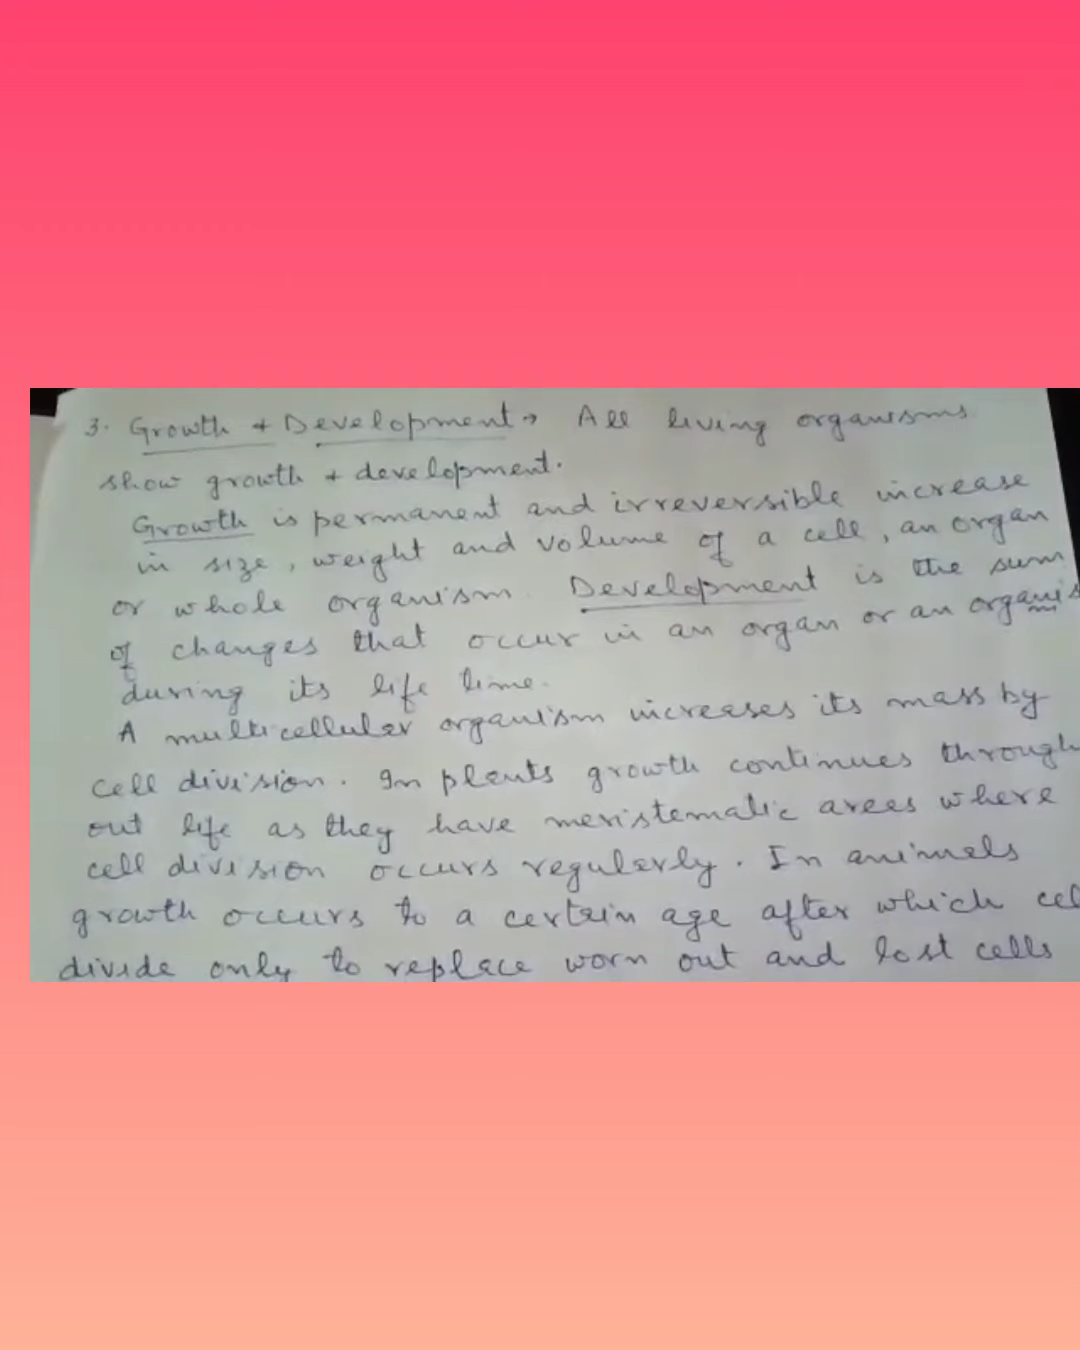 3. Growth + Development → All living organisms
show growth + development.
Growth is permanent and irreversible increase
in size, weight and volume of a cell, an organ
or whole organism. Development is the sum
of changes that occur in an organ or an organis
during its life time.
A multicellular organism increases its mass by
cell division. In plants growth continues through
out life as they have meristematic areas where
cell division occurs regularly. In animals
growth occurs to a certain age after which cel
divide only to replace worn out and lost cells